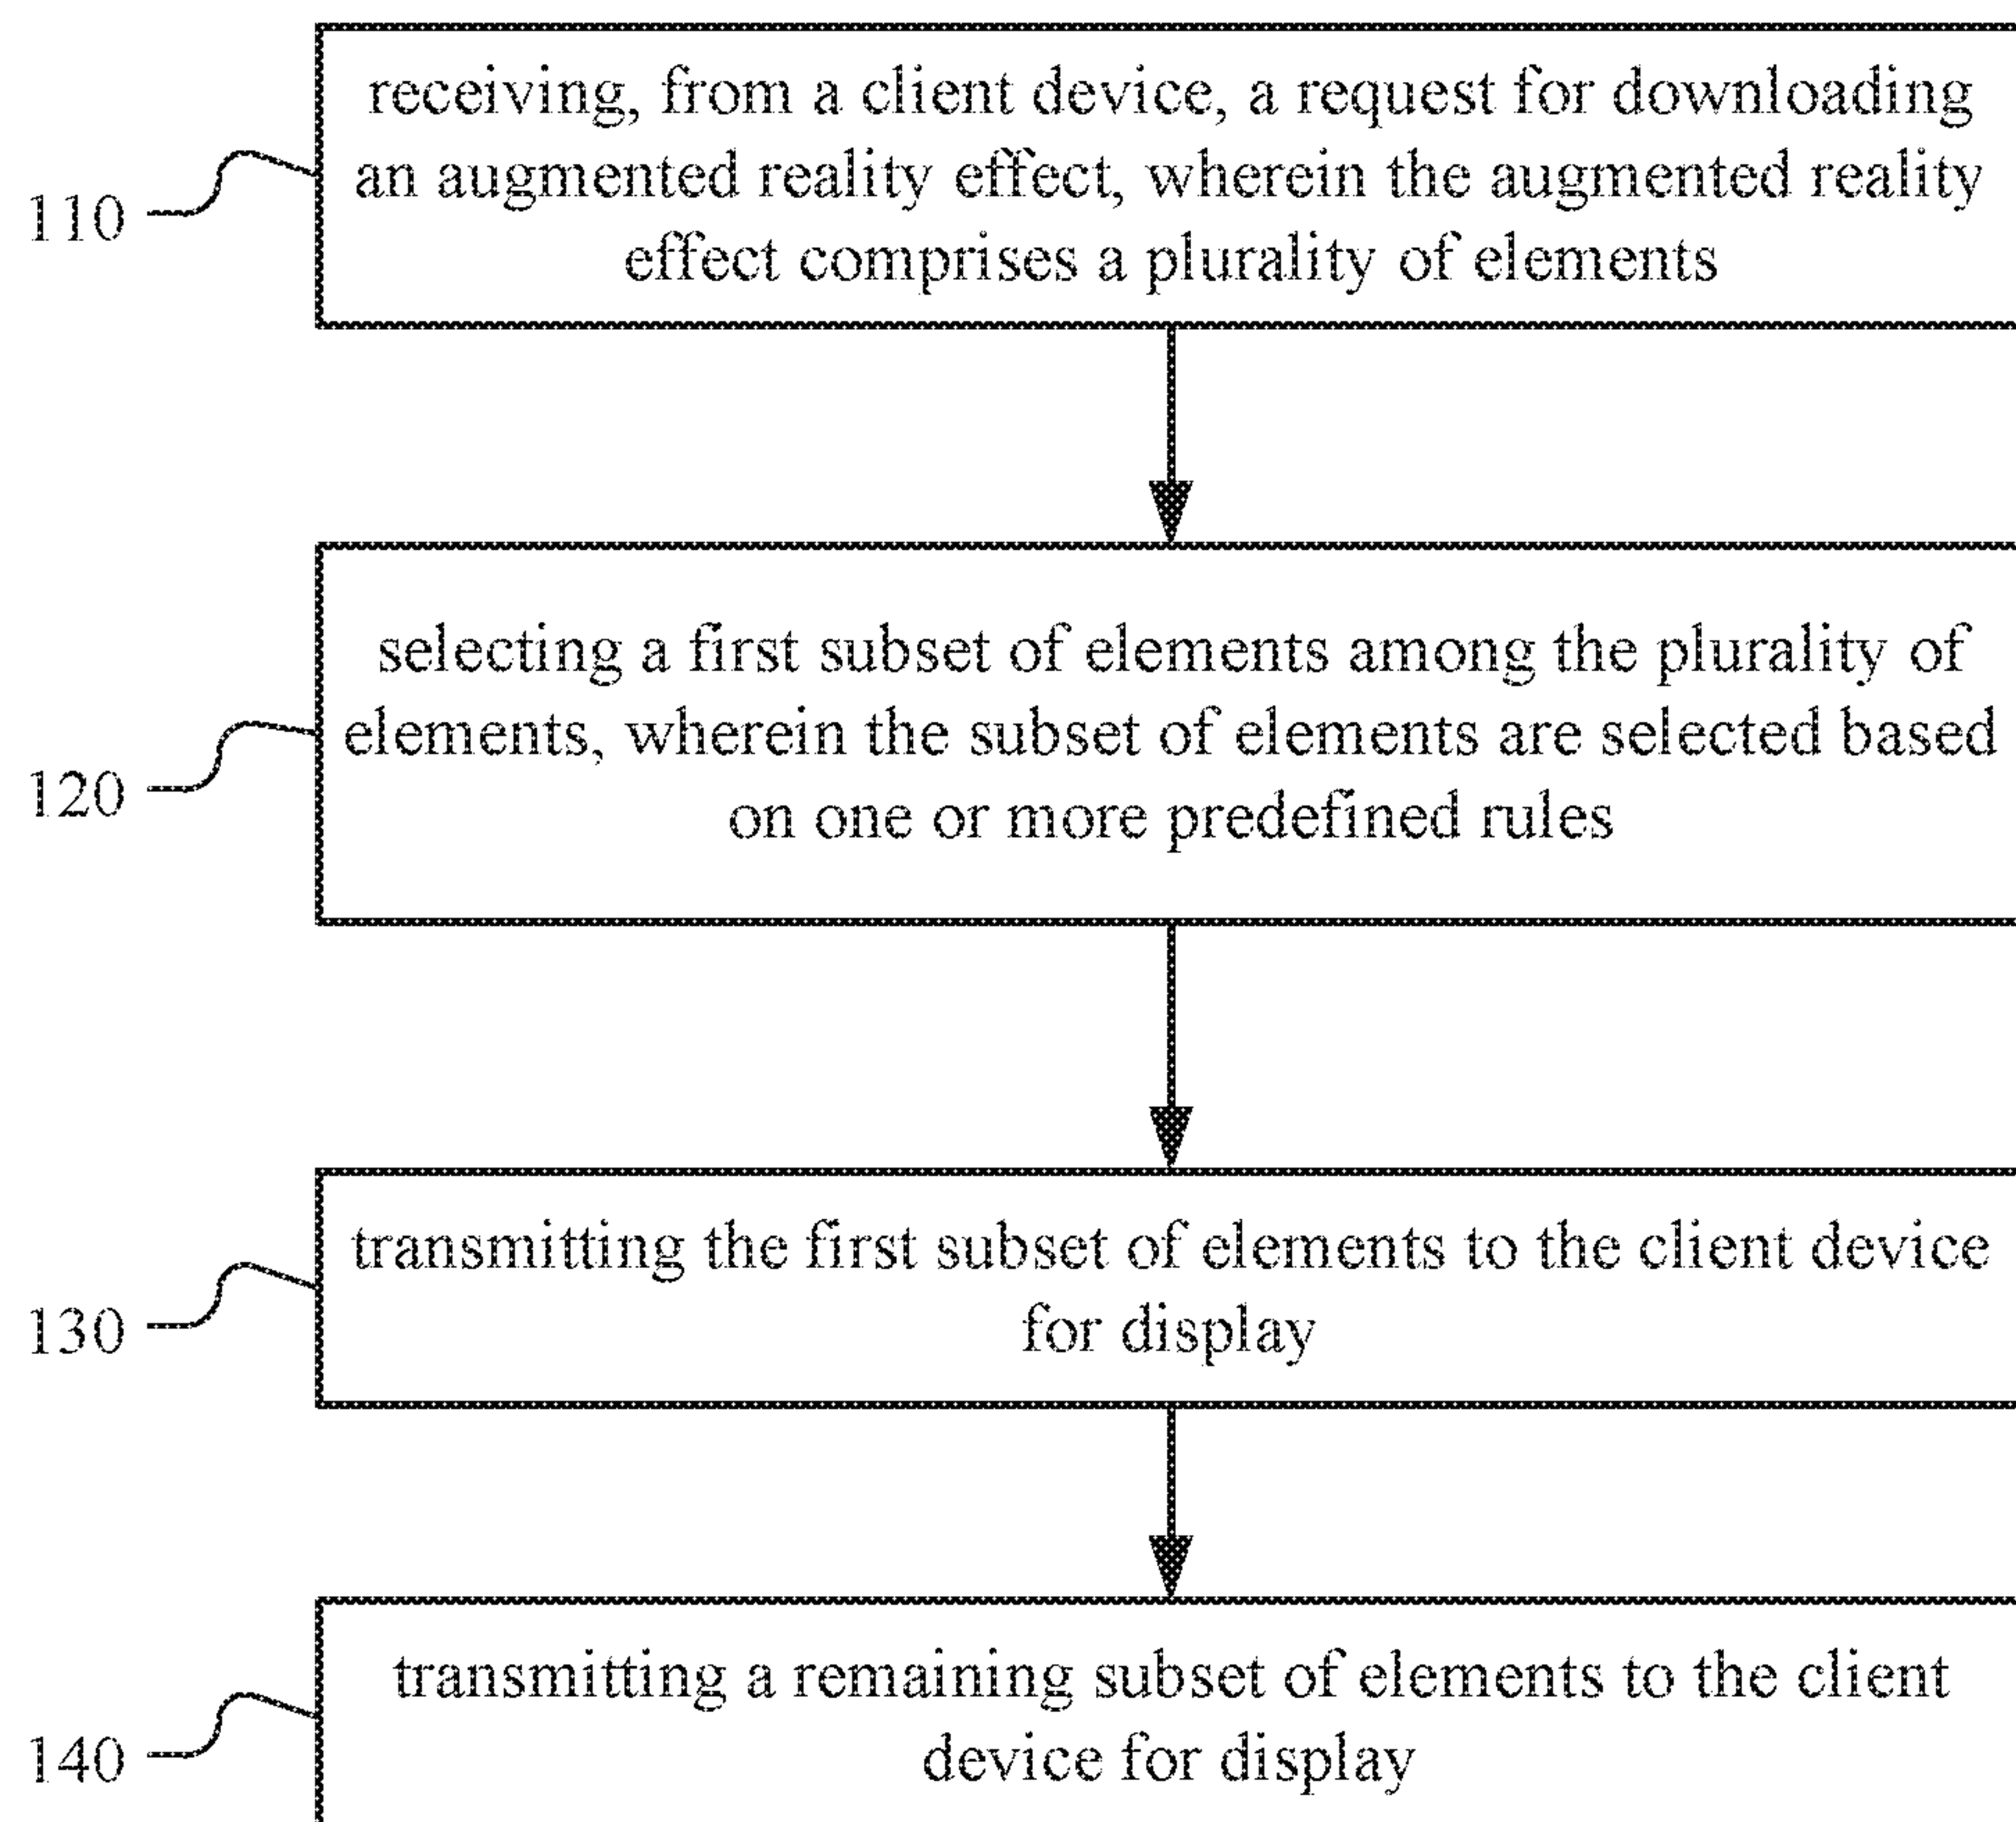 receiving, from a client device, a request for downloading
an augmented reality effect, wherein the augmented reality
effect comprises a plurality of elements
110
selecting a first subset of elements among the plurality of
elements, wherein the subset of elements are selected based
on one or more predefined rules
120
transmitting the first subset of elements to the client device
for display
130
transmitting a remaining subset of elements to the client
device for display
140